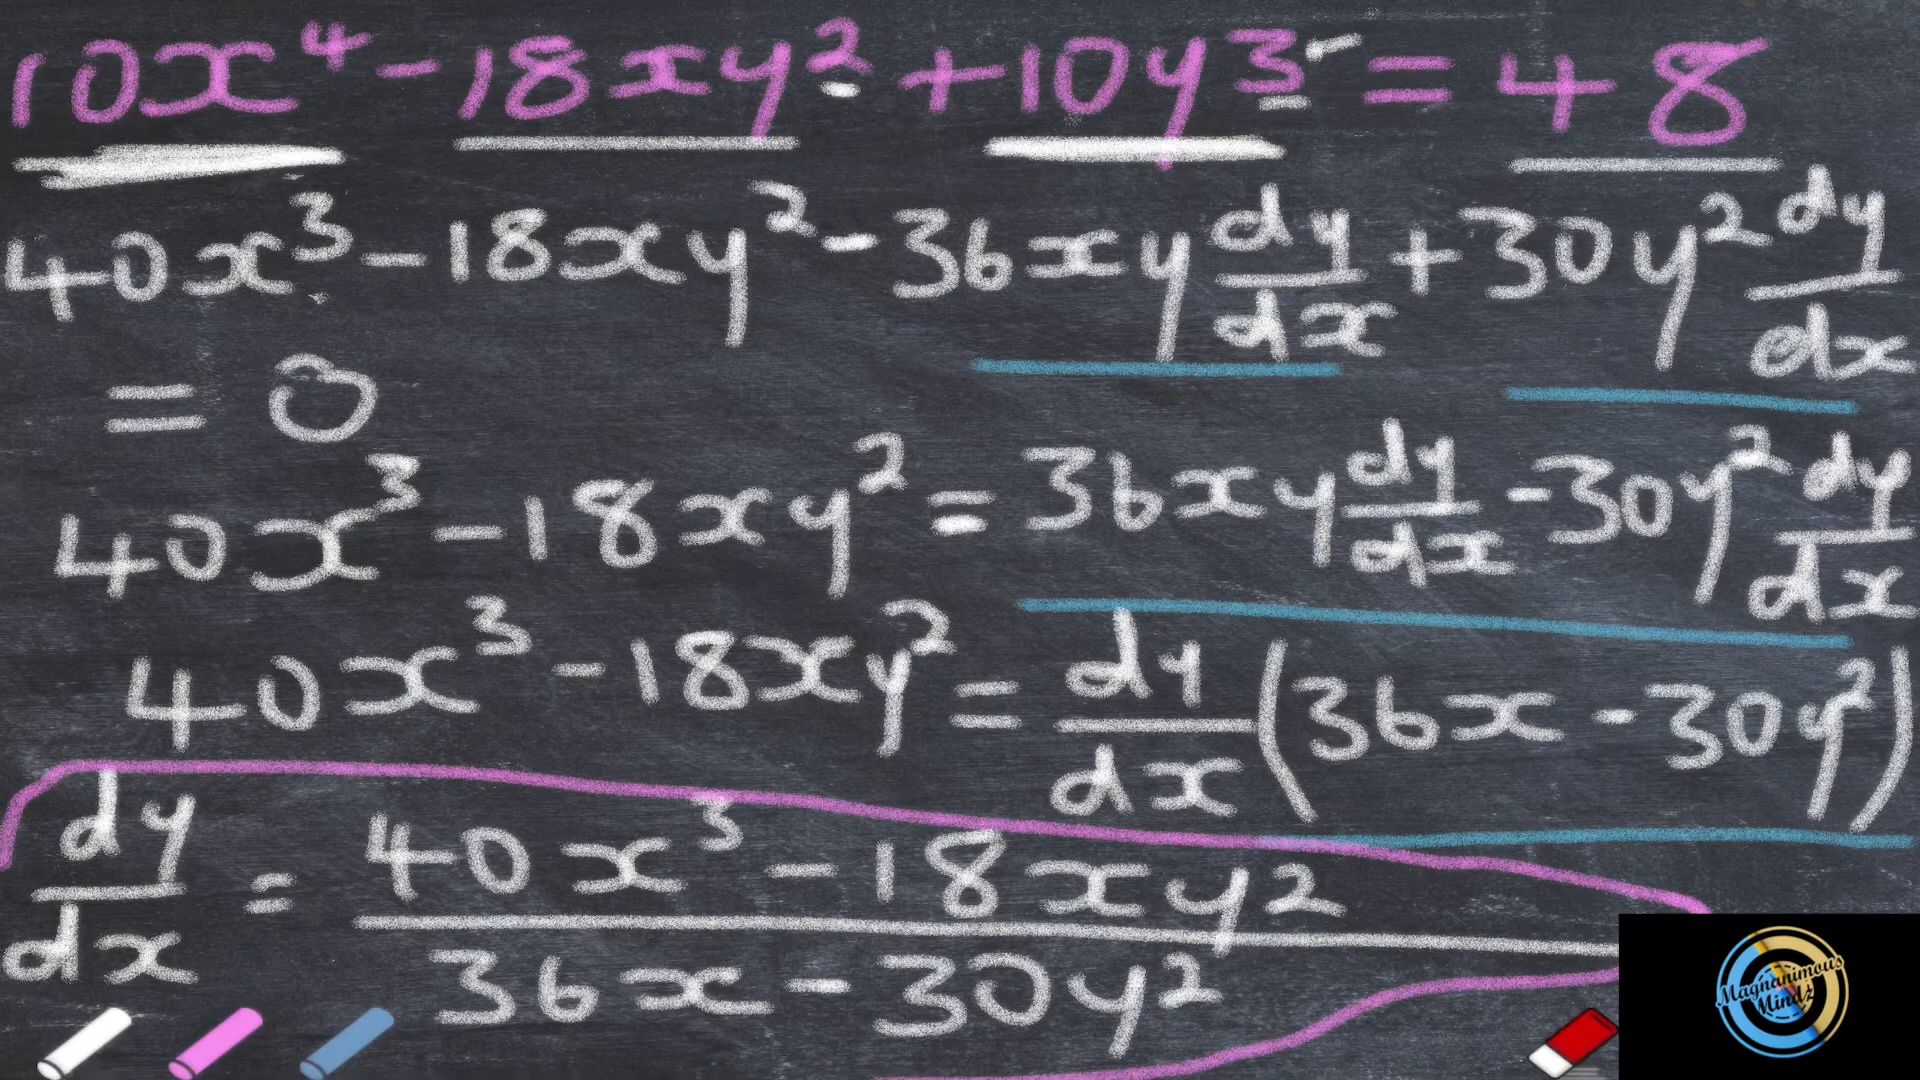 10x⁴ - 18xy² + 10y3 = 48
40x³ - 18xy² - 36xy dy/dx + 30y² dy/dx
= 0
40x³ - 18xy² = 36xy dy/dx - 30y² dy/dx
40x³ - 18xy² = dy/dx (36x - 30y²)
dy/dx = (40x³ - 18xy2)/(36x - 30y²)
Magnanimous
Mindz